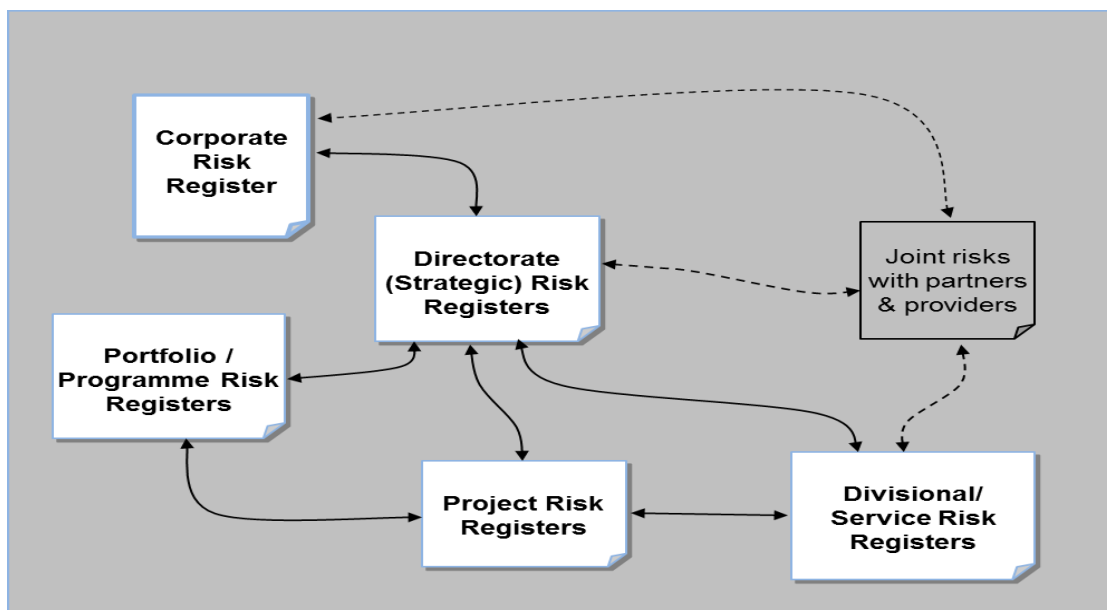 Corporate
Risk
Register
Directorate
(Strategic) Risk
Registers
Joint risks
with partners
& providers
Portfolio /
Programme Risk
Registers
Project Risk
Registers
Divisional/
Service Risk
Registers